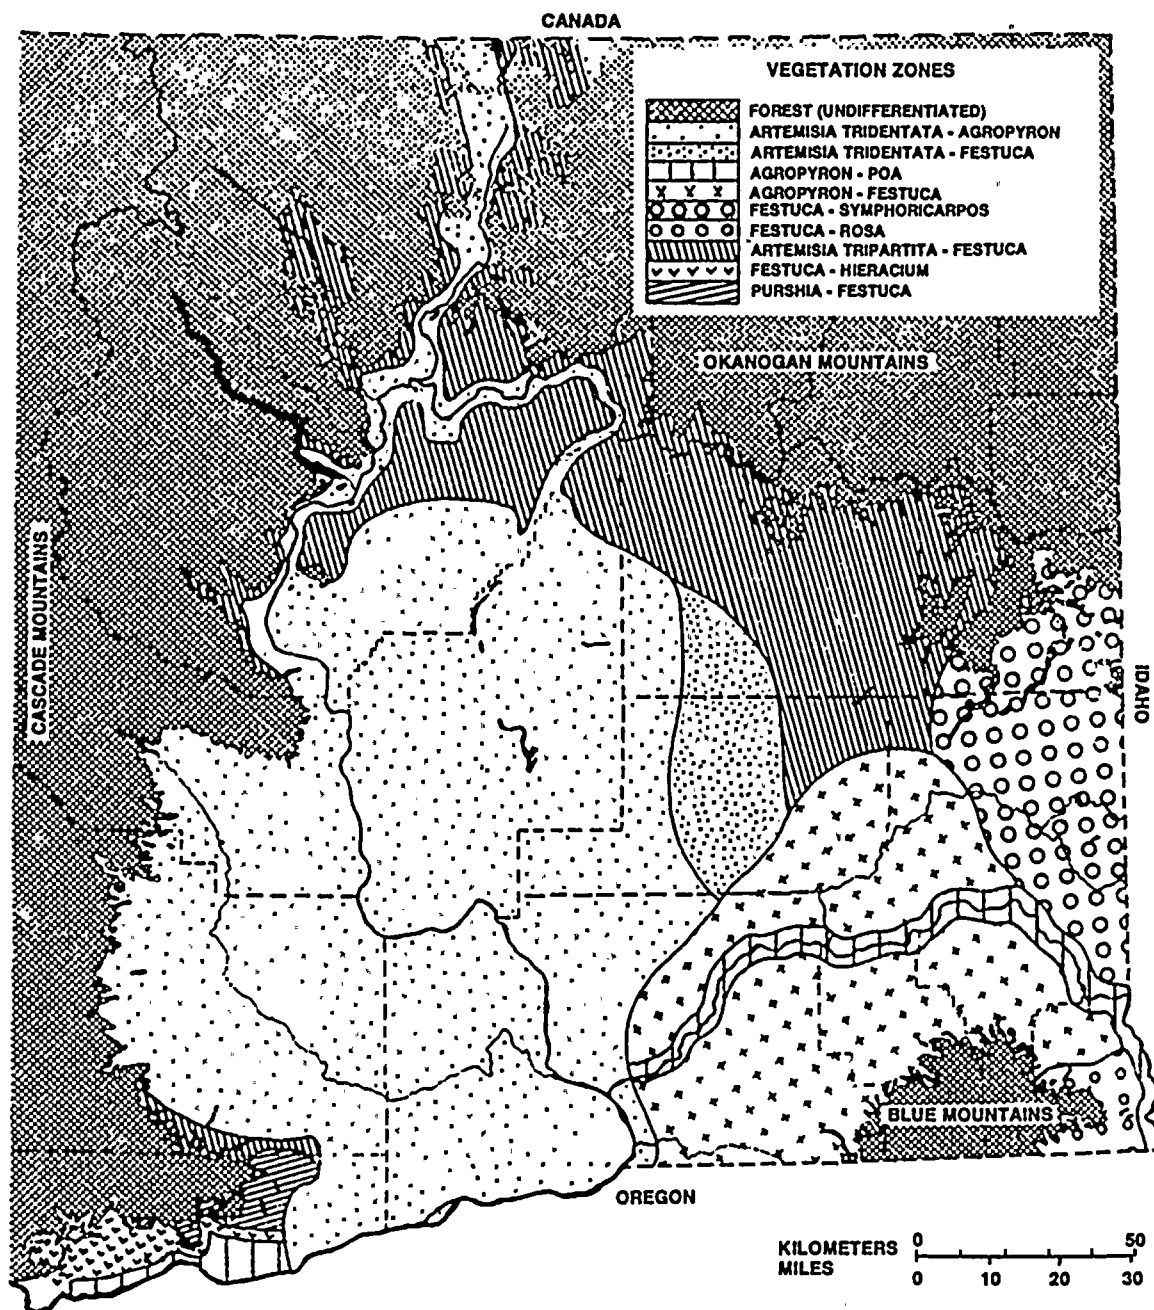 CANADA
VEGETATION ZONES
FOREST (UNDIFFERENTIATED)
ARTEMISIA TRIDENTATA - AGROPYRON
ARTEMISIA TRIDENTATA - FESTUCA
AGROPYRON - POA
AGROPYRON - FESTUCA
FESTUCA - SYMPHORICARPOS
FESTUCA - ROSA
ARTEMISIA TRIPARTITA - FESTUCA
FESTUCA - HIERACIUM
PURSHIA - FESTUCA
OKANOGAN MOUNTAINS
CASCADE MOUNTAINS
IDAHO
BLUE MOUNTAINS
OREGON
KILOMETERS 0 50
MILES 0 10 20 30